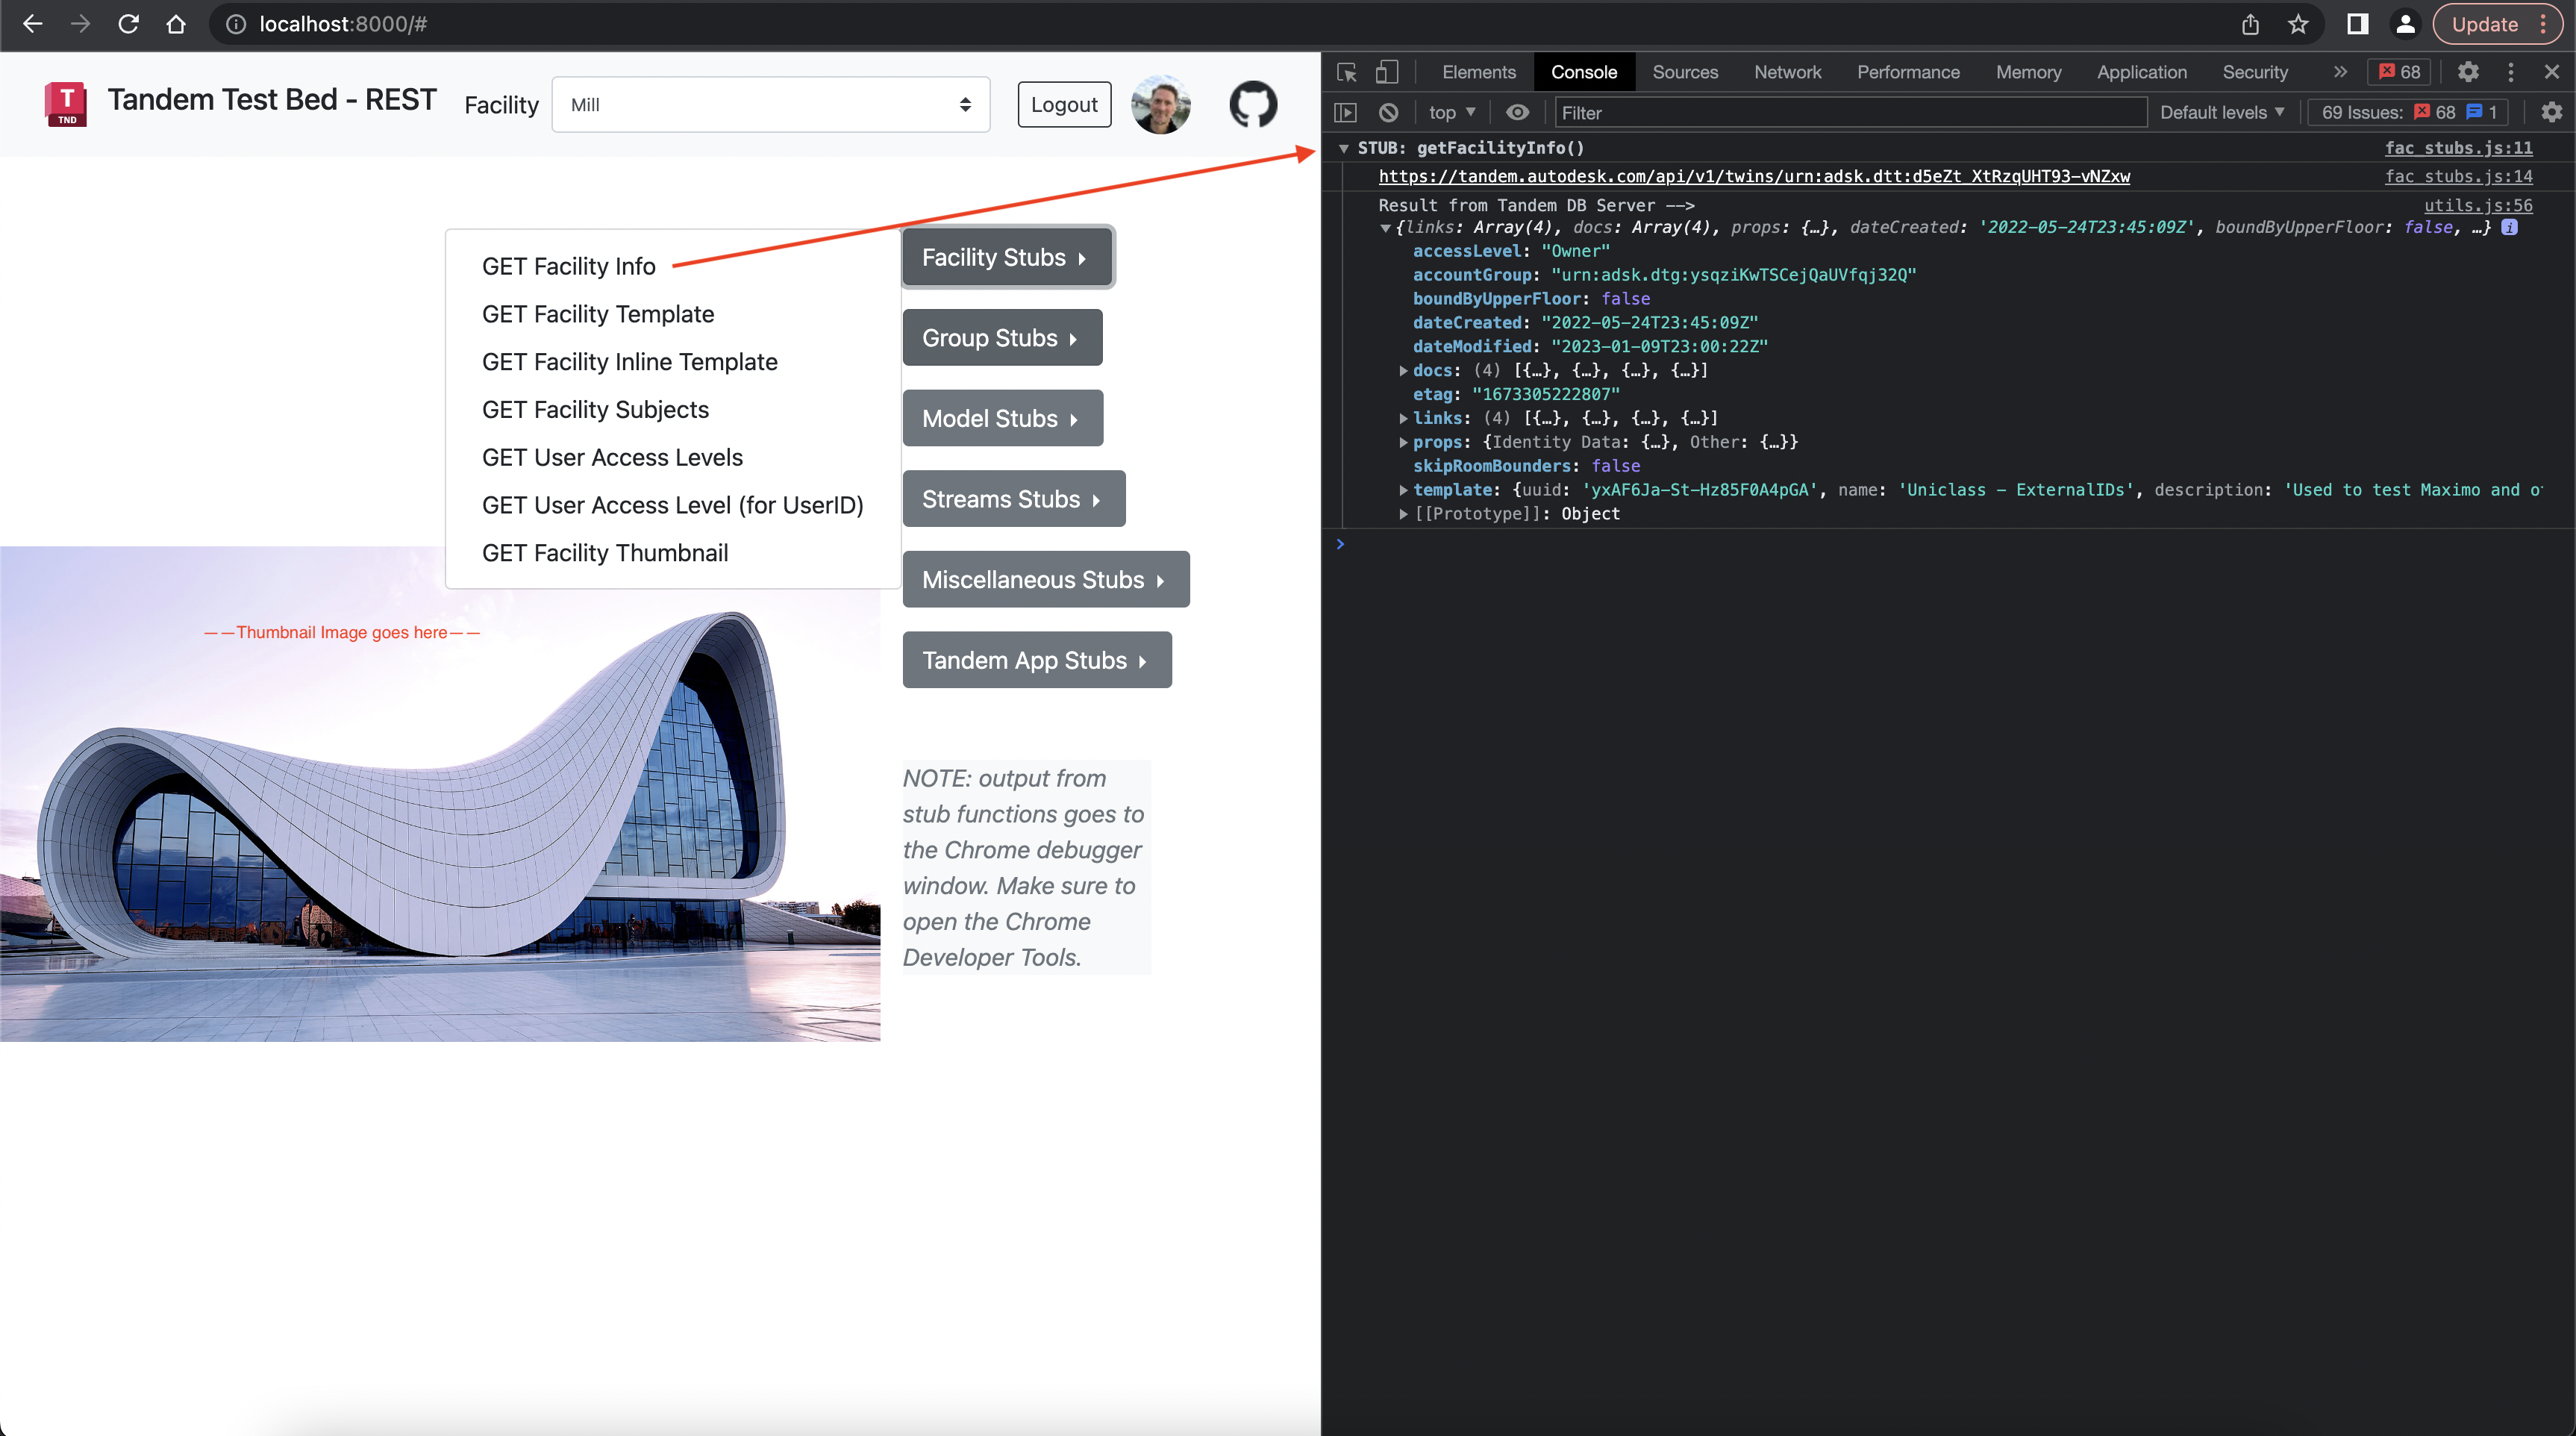 localhost:8000/#
Update
T
TND
Tandem Test Bed - REST
Facility
Mill
Logout
GET Facility Info
GET Facility Template
GET Facility Inline Template
GET Facility Subjects
GET User Access Levels
GET User Access Level (for UserID)
GET Facility Thumbnail
Facility Stubs
Group Stubs
Model Stubs
Streams Stubs
Miscellaneous Stubs
Tandem App Stubs
——Thumbnail Image goes here——
NOTE: output from
stub functions goes to
the Chrome debugger
window. Make sure to
open the Chrome
Developer Tools.
Elements Console Sources Network Performance Memory Application Security » 68
top Filter Default levels 69 Issues: 68 1
STUB: getFacilityInfo() fac_stubs.js:11
https://tandem.autodesk.com/api/v1/twins/urn:adsk.dtt:d5eZt_XtRzqUHT93-vNZxw fac_stubs.js:14
Result from Tandem DB Server --> utils.js:56
{links: Array(4), docs: Array(4), props: {…}, dateCreated: '2022-05-24T23:45:09Z', boundByUpperFloor: false, …} i
accessLevel: "Owner"
accountGroup: "urn:adsk.dtg:ysqziKwTSCejQaUVfqj32Q"
boundByUpperFloor: false
dateCreated: "2022-05-24T23:45:09Z"
dateModified: "2023-01-09T23:00:22Z"
docs: (4) [{…}, {…}, {…}, {…}]
etag: "1673305222807"
links: (4) [{…}, {…}, {…}, {…}]
props: {Identity Data: {…}, Other: {…}}
skipRoomBounders: false
template: {uuid: 'yxAF6Ja-St-Hz85F0A4pGA', name: 'Uniclass - ExternalIDs', description: 'Used to test Maximo and o
[[Prototype]]: Object